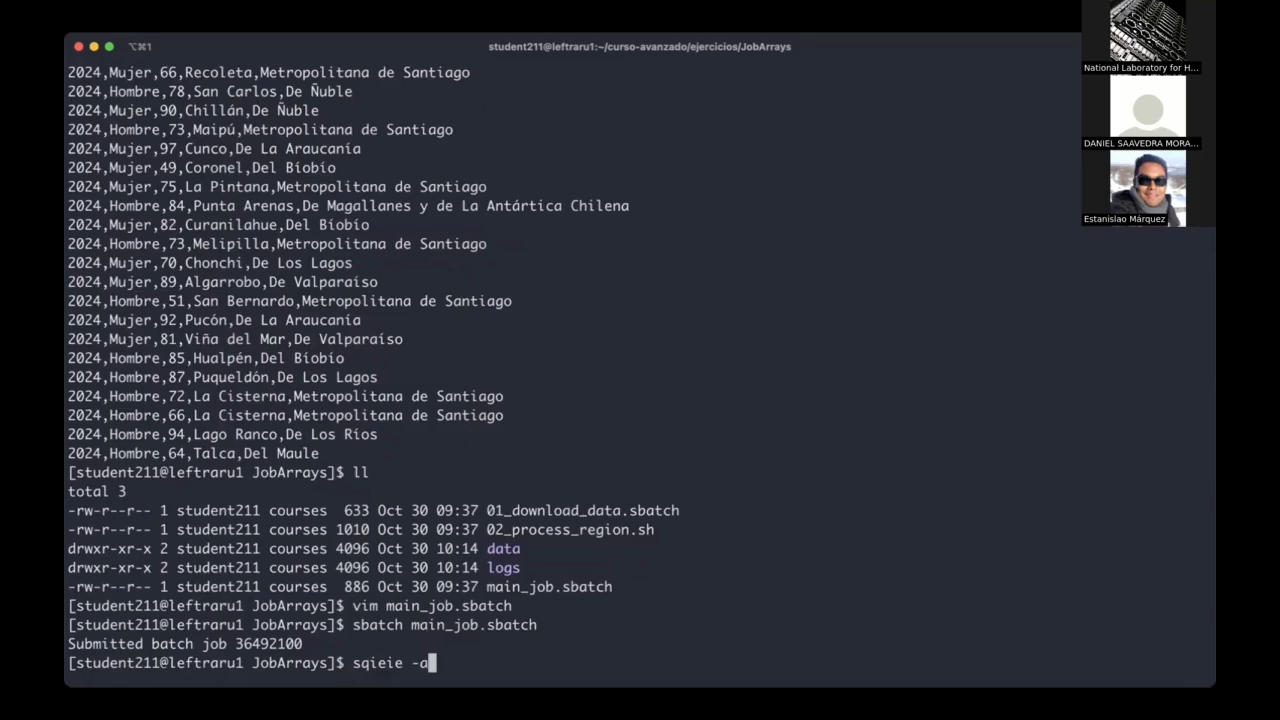 ⌥⌘1
student211@leftraru1:~/curso-avanzado/ejercicios/JobArrays
2024,Mujer,66,Recoleta,Metropolitana de Santiago
2024,Hombre,78,San Carlos,De Ñuble
2024,Mujer,90,Chillán,De Ñuble
2024,Hombre,73,Maipú,Metropolitana de Santiago
2024,Mujer,97,Cunco,De La Araucanía
2024,Mujer,49,Coronel,Del Bíobío
2024,Mujer,75,La Pintana,Metropolitana de Santiago
2024,Hombre,84,Punta Arenas,De Magallanes y de La Antártica Chilena
2024,Mujer,82,Curanilahue,Del Bíobío
2024,Hombre,73,Melipilla,Metropolitana de Santiago
2024,Mujer,70,Chonchi,De Los Lagos
2024,Mujer,89,Algarrobo,De Valparaíso
2024,Hombre,51,San Bernardo,Metropolitana de Santiago
2024,Mujer,92,Pucón,De La Araucanía
2024,Mujer,81,Viña del Mar,De Valparaíso
2024,Hombre,85,Hualpén,Del Bíobío
2024,Hombre,87,Puqueldón,De Los Lagos
2024,Hombre,72,La Cisterna,Metropolitana de Santiago
2024,Hombre,66,La Cisterna,Metropolitana de Santiago
2024,Hombre,94,Lago Ranco,De Los Ríos
2024,Hombre,64,Talca,Del Maule
[student211@leftraru1 JobArrays]$ ll
total 3
-rw-r--r-- 1 student211 courses  633 Oct 30 09:37 01_download_data.sbatch
-rw-r--r-- 1 student211 courses 1010 Oct 30 09:37 02_process_region.sh
drwxr-xr-x 2 student211 courses 4096 Oct 30 10:14 data
drwxr-xr-x 2 student211 courses 4096 Oct 30 10:14 logs
-rw-r--r-- 1 student211 courses  886 Oct 30 09:37 main_job.sbatch
[student211@leftraru1 JobArrays]$ vim main_job.sbatch
[student211@leftraru1 JobArrays]$ sbatch main_job.sbatch
Submitted batch job 36492100
[student211@leftraru1 JobArrays]$ sqieie -a
National Laboratory for H...
DANIEL SAAVEDRA MORA...
Estanislao Márquez